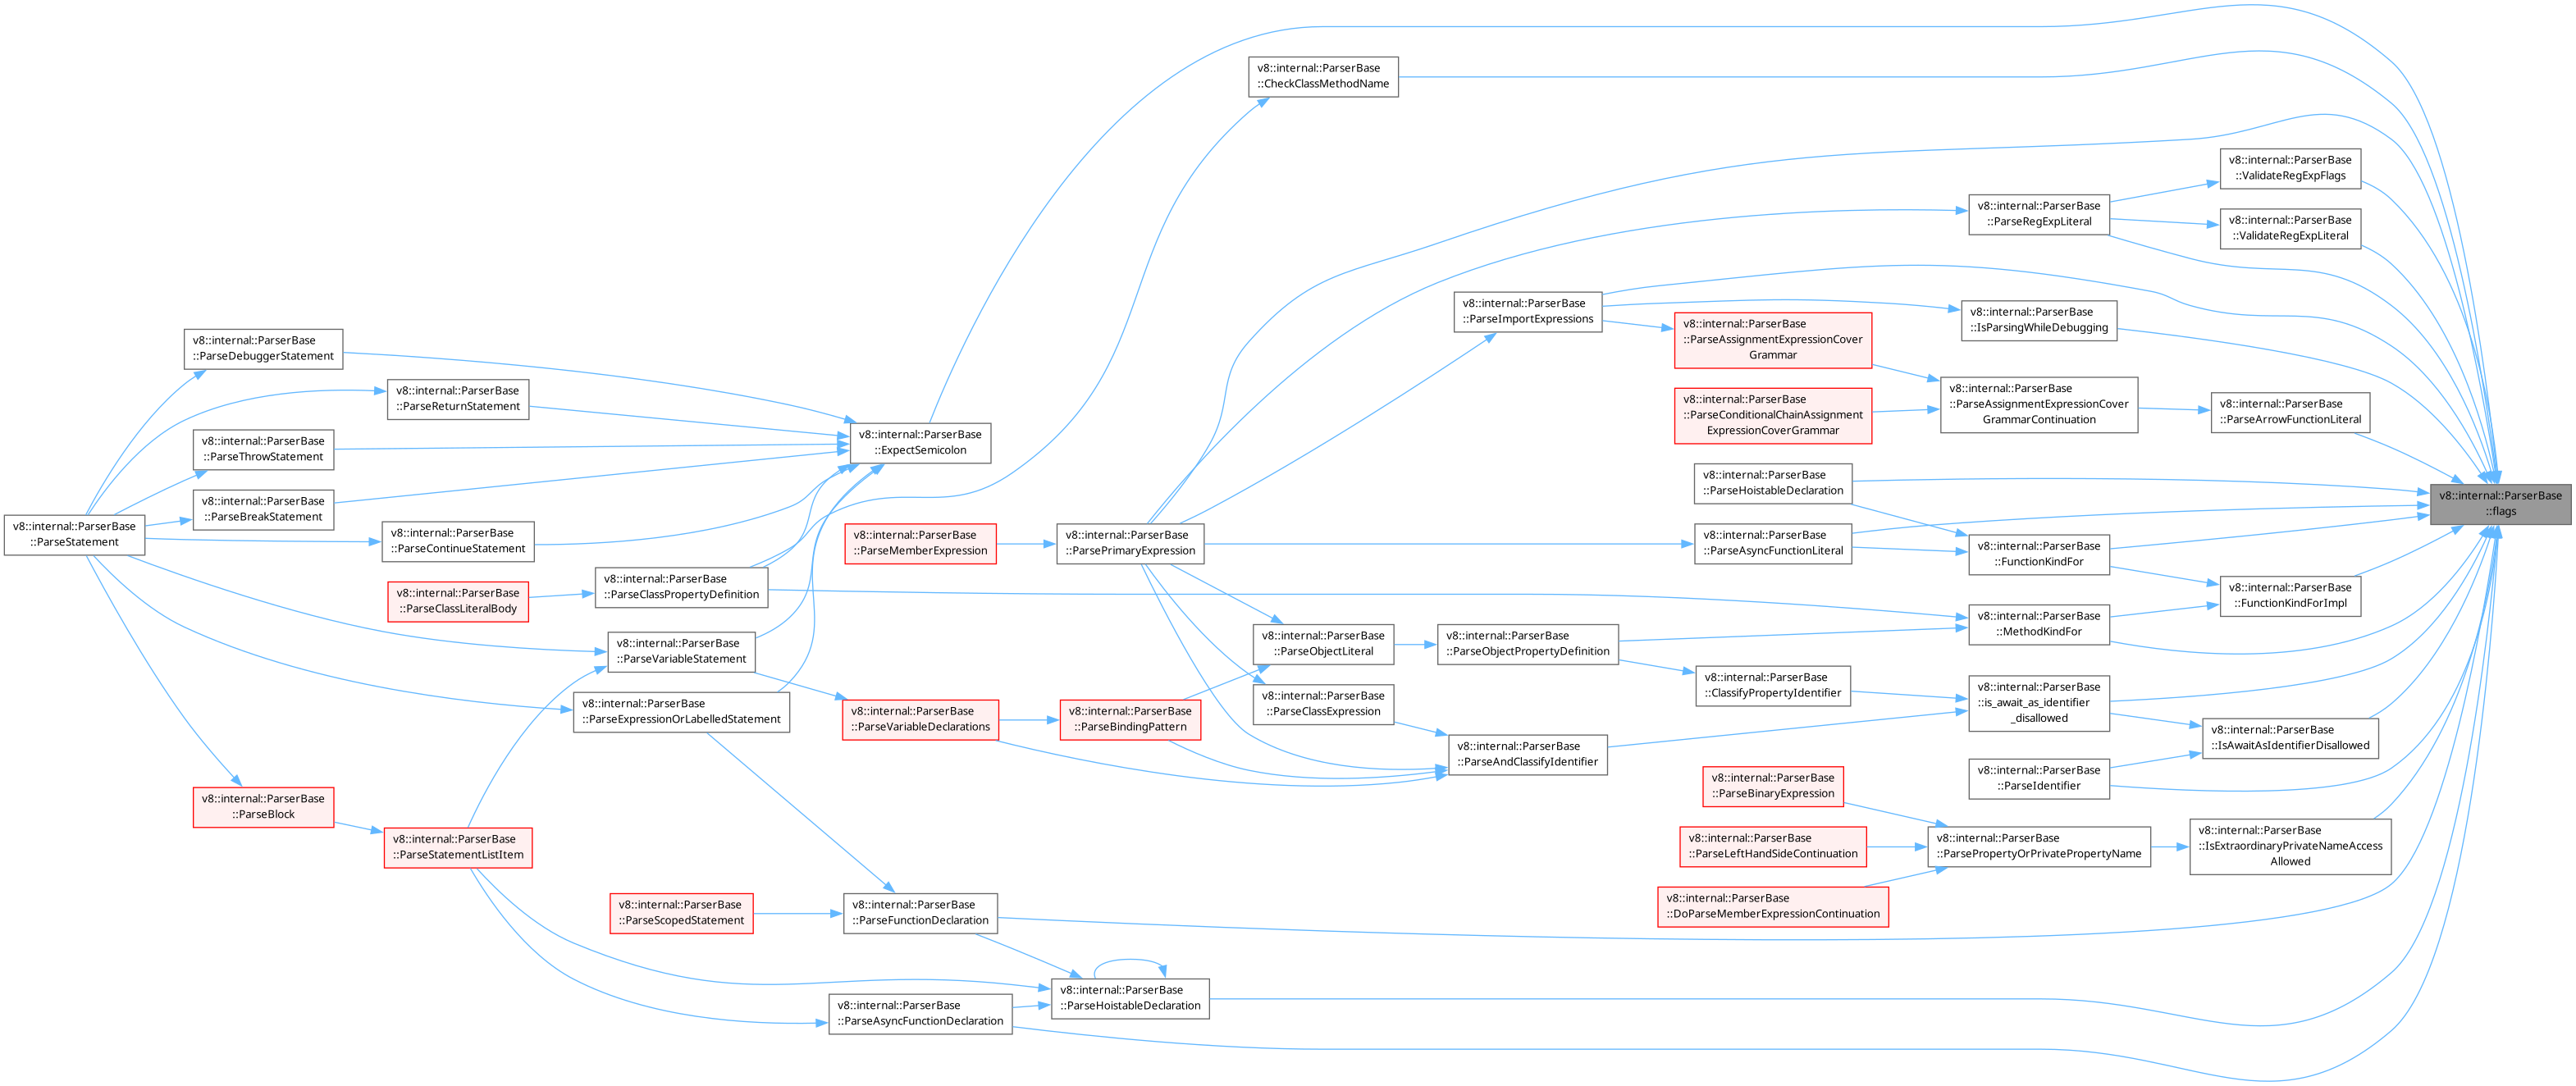 v8::internal::ParserBase
::CheckClassMethodName
v8::internal::ParserBase
::ValidateRegExpFlags
v8::internal::ParserBase
::ParseRegExpLiteral
v8::internal::ParserBase
::ValidateRegExpLiteral
v8::internal::ParserBase
::ParseImportExpressions
v8::internal::ParserBase
::IsParsingWhileDebugging
v8::internal::ParserBase
::ParseAssignmentExpressionCover
Grammar
v8::internal::ParserBase
::ParseDebuggerStatement
v8::internal::ParserBase
::ParseReturnStatement
v8::internal::ParserBase
::ParseAssignmentExpressionCover
GrammarContinuation
v8::internal::ParserBase
::ParseConditionalChainAssignment
ExpressionCoverGrammar
v8::internal::ParserBase
::ParseArrowFunctionLiteral
v8::internal::ParserBase
::ParseThrowStatement
v8::internal::ParserBase
::ExpectSemicolon
v8::internal::ParserBase
::ParseHoistableDeclaration
v8::internal::ParserBase
::flags
v8::internal::ParserBase
::ParseBreakStatement
v8::internal::ParserBase
::ParseStatement
v8::internal::ParserBase
::ParseContinueStatement
v8::internal::ParserBase
::ParseMemberExpression
v8::internal::ParserBase
::ParsePrimaryExpression
v8::internal::ParserBase
::ParseAsyncFunctionLiteral
v8::internal::ParserBase
::FunctionKindFor
v8::internal::ParserBase
::ParseClassLiteralBody
v8::internal::ParserBase
::ParseClassPropertyDefinition
v8::internal::ParserBase
::FunctionKindForImpl
v8::internal::ParserBase
::MethodKindFor
v8::internal::ParserBase
::ParseVariableStatement
v8::internal::ParserBase
::ParseObjectLiteral
v8::internal::ParserBase
::ParseObjectPropertyDefinition
v8::internal::ParserBase
::ClassifyPropertyIdentifier
v8::internal::ParserBase
::is_await_as_identifier
_disallowed
v8::internal::ParserBase
::ParseExpressionOrLabelledStatement
v8::internal::ParserBase
::ParseVariableDeclarations
v8::internal::ParserBase
::ParseBindingPattern
v8::internal::ParserBase
::ParseClassExpression
v8::internal::ParserBase
::ParseAndClassifyIdentifier
v8::internal::ParserBase
::IsAwaitAsIdentifierDisallowed
v8::internal::ParserBase
::ParseIdentifier
v8::internal::ParserBase
::ParseBinaryExpression
v8::internal::ParserBase
::ParseBlock
v8::internal::ParserBase
::ParseStatementListItem
v8::internal::ParserBase
::ParseLeftHandSideContinuation
v8::internal::ParserBase
::ParsePropertyOrPrivatePropertyName
v8::internal::ParserBase
::IsExtraordinaryPrivateNameAccess
Allowed
v8::internal::ParserBase
::DoParseMemberExpressionContinuation
v8::internal::ParserBase
::ParseScopedStatement
v8::internal::ParserBase
::ParseFunctionDeclaration
v8::internal::ParserBase
::ParseHoistableDeclaration
v8::internal::ParserBase
::ParseAsyncFunctionDeclaration